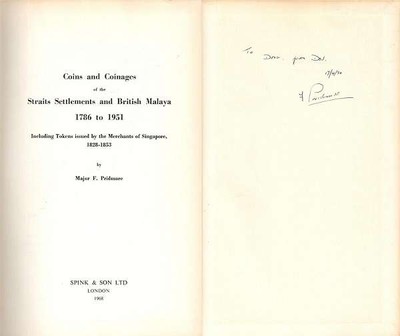 Coins and Coinages
of the
Straits Settlements and British Malaya
1786 to 1951
Including Tokens issued by the Merchants of Singapore,
1828-1853
by
Major F. Pridmore
SPINK & SON LTD
LONDON
1968
To from
F Pridmore